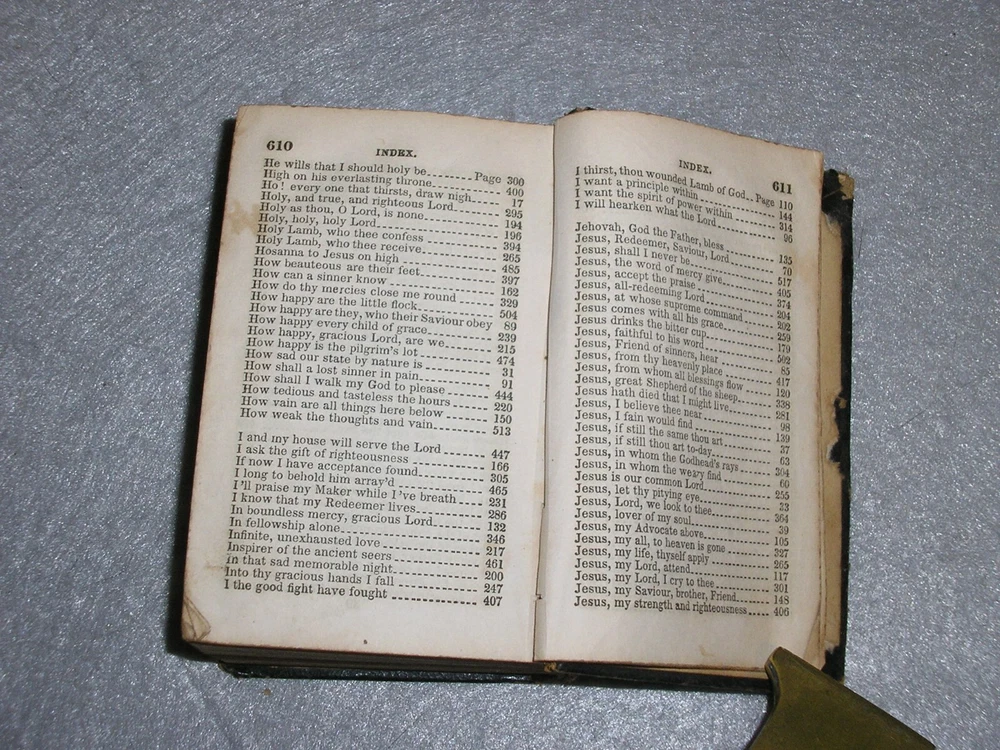 610 INDEX.
He wills that I should holy be Page 300
High on his everlasting throne 400
Ho! every one that thirsts, draw nigh 17
Holy, and true, and righteous Lord 295
Holy as thou, O Lord, is none 194
Holy, holy, holy Lord 196
Holy Lamb, who thee confess 394
Holy Lamb, who thee receive 265
Hosanna to Jesus on high 485
How beauteous are their feet 397
How can a sinner know 162
How do thy mercies close me round 329
How happy are the little flock 504
How happy are they, who their Saviour obey 89
How happy every child of grace 239
How happy, gracious Lord, are we 215
How happy is the pilgrim's lot 474
How sad our state by nature is 31
How shall a lost sinner in pain 91
How shall I walk my God to please 444
How tedious and tasteless the hours 220
How vain are all things here below 150
How weak the thoughts and vain 513
I and my house will serve the Lord 447
I ask the gift of righteousness 166
If now I have acceptance found 305
I long to behold him array'd 465
I'll praise my Maker while I've breath 231
I know that my Redeemer lives 286
In boundless mercy, gracious Lord 132
In fellowship alone 346
Infinite, unexhausted love 217
Inspirer of the ancient seers 461
In that sad memorable night 200
Into thy gracious hands I fall 247
I the good fight have fought 407
INDEX. 611
I thirst, thou wounded Lamb of God Page 110
I want a principle within 144
I want the spirit of power within 314
I will hearken what the Lord 96
Jehovah, God the Father, bless 135
Jesus, Redeemer, Saviour, Lord 70
Jesus, shall I never be 517
Jesus, the word of mercy give 405
Jesus, accept the praise 374
Jesus, all-redeeming Lord 204
Jesus, at whose supreme command 202
Jesus comes with all his grace 259
Jesus drinks the bitter cup 179
Jesus, faithful to his word 502
Jesus, Friend of sinners, hear 85
Jesus, from thy heavenly place 417
Jesus, from whom all blessings flow 120
Jesus, great Shepherd of the sheep 338
Jesus hath died that I might live 281
Jesus, I believe thee near 98
Jesus, I fain would find 139
Jesus, if still the same thou art 37
Jesus, if still thou art to-day 63
Jesus, in whom the Godhead's rays 304
Jesus, in whom the weary find 60
Jesus is our common Lord 255
Jesus, let thy pitying eye 23
Jesus, Lord, we look to thee 364
Jesus, lover of my soul 39
Jesus, my Advocate above 105
Jesus, my all, to heaven is gone 327
Jesus, my life, thyself apply 265
Jesus, my Lord, attend 117
Jesus, my Lord, I cry to thee 301
Jesus, my Saviour, brother, Friend 148
Jesus, my strength and righteousness 406